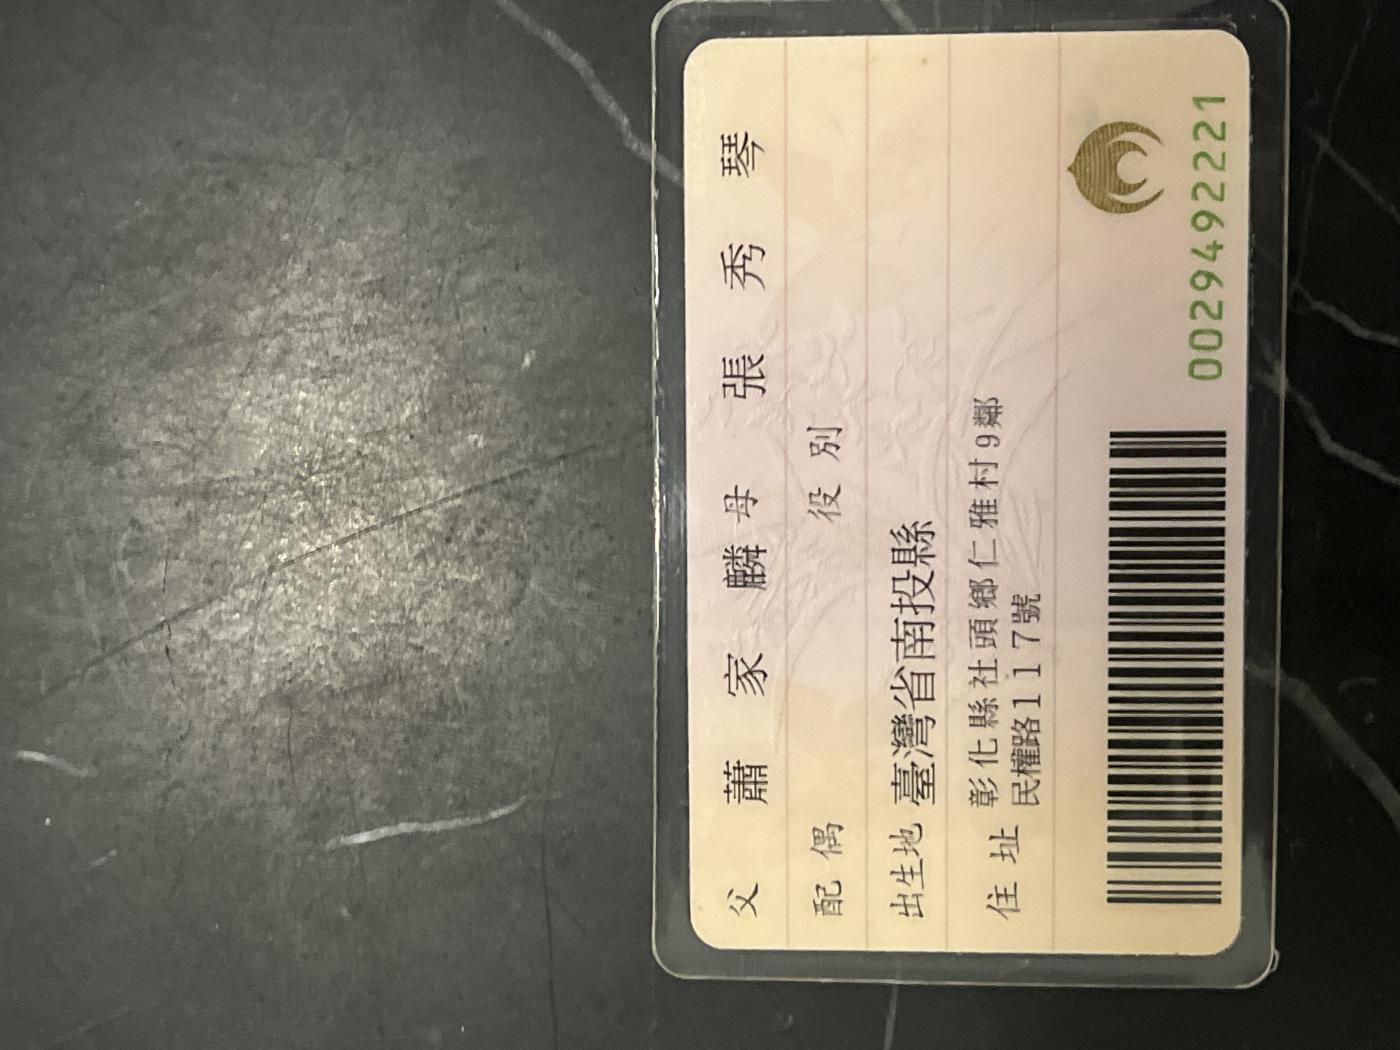 父 蕭家麟 母 張秀琴
配偶 役別
出生地 臺灣省南投縣
住址 彰化縣社頭鄉仁雅村9鄰
民權路117號
0029492221